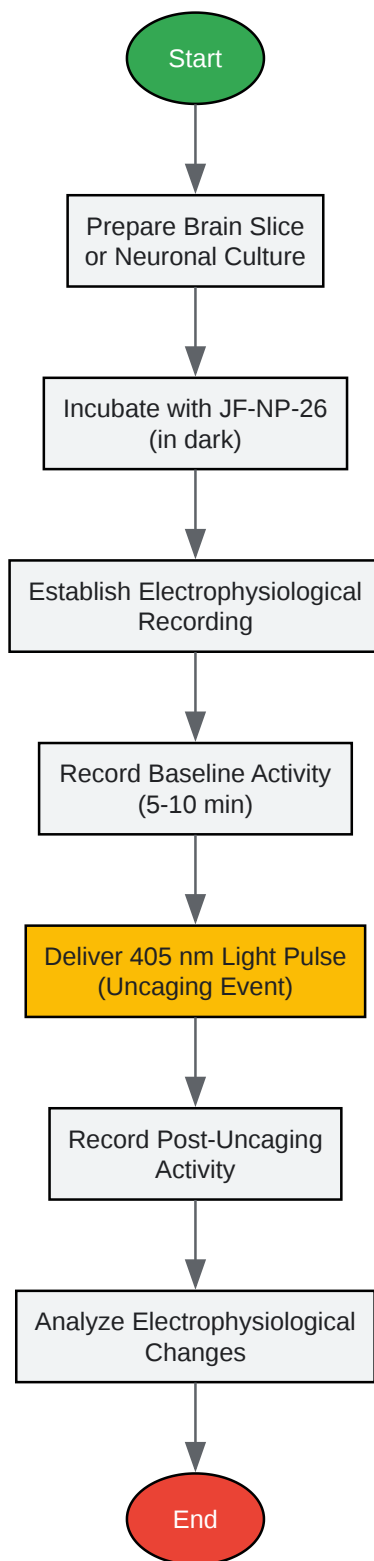 Start
Prepare Brain Slice
or Neuronal Culture
Incubate with JF-NP-26
(in dark)
Establish Electrophysiological
Recording
Record Baseline Activity
(5-10 min)
Deliver 405 nm Light Pulse
(Uncaging Event)
Record Post-Uncaging
Activity
Analyze Electrophysiological
Changes
End